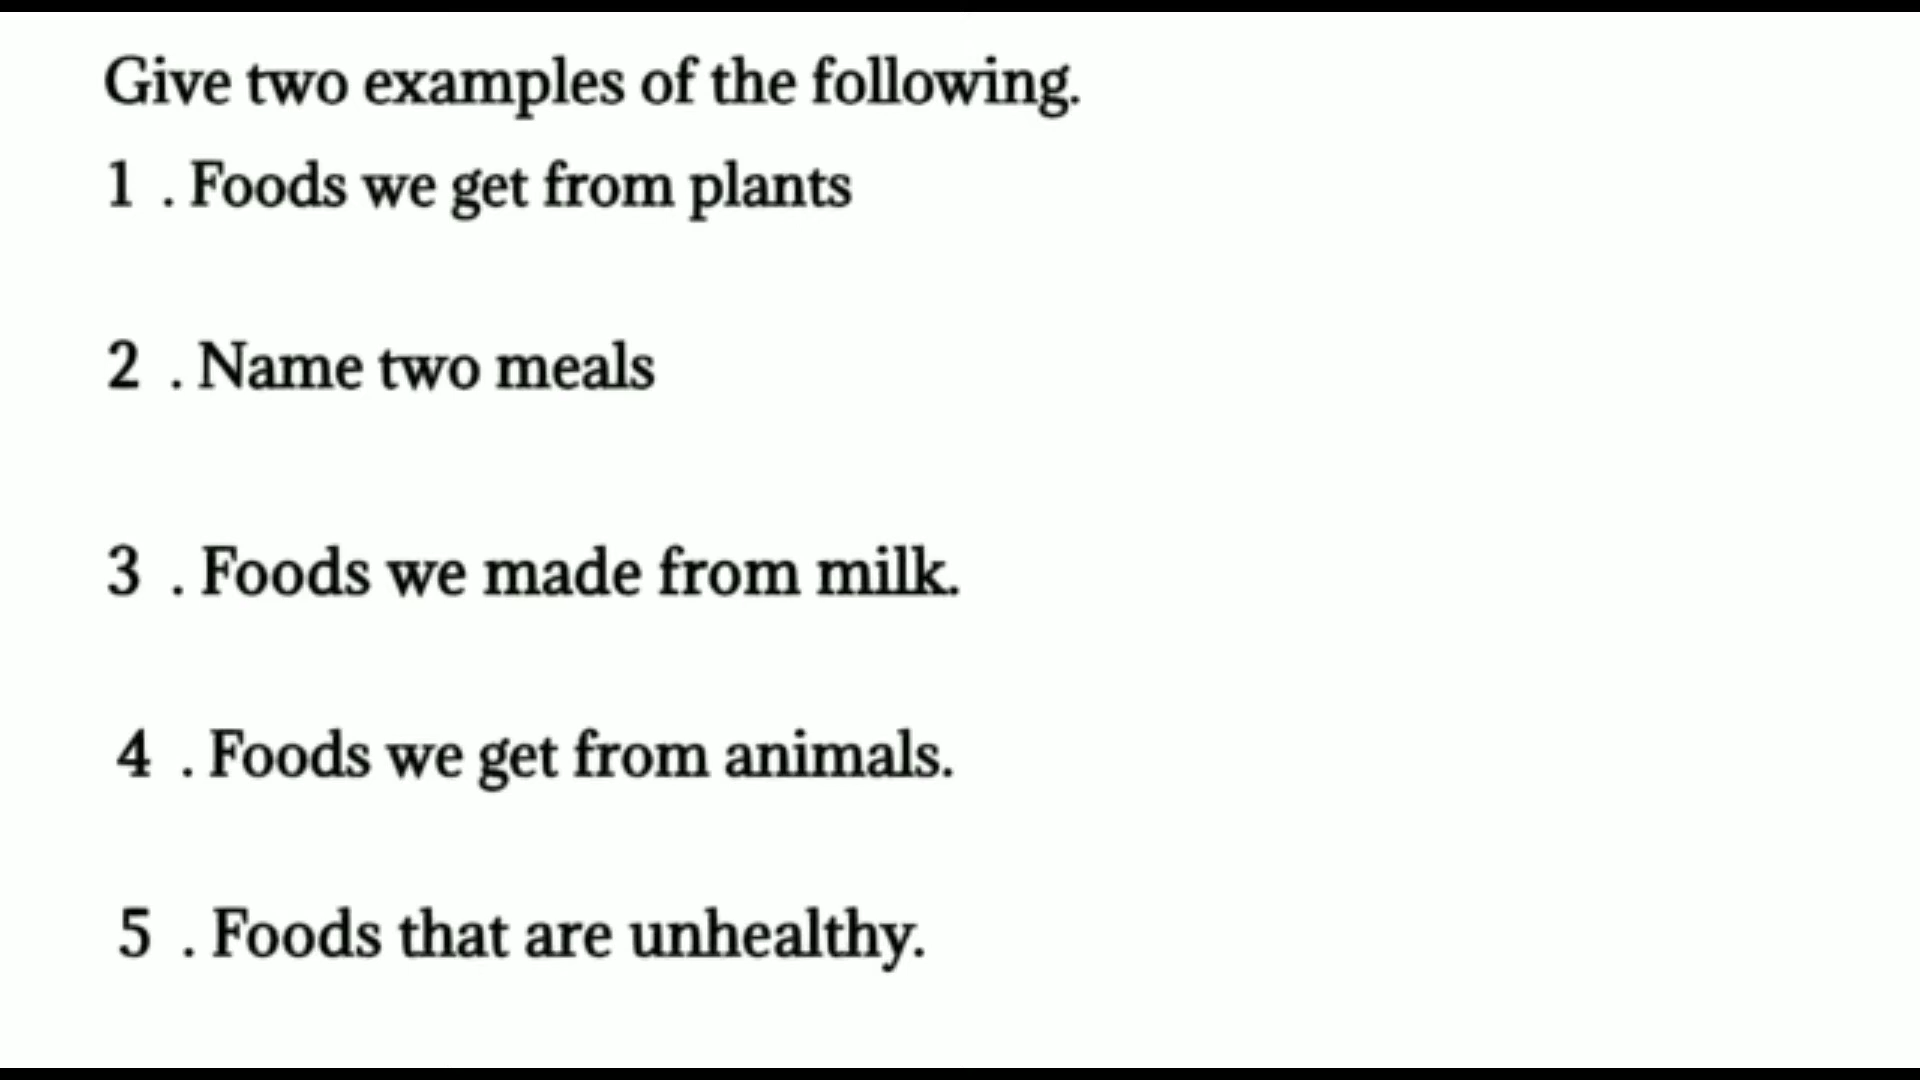 Give two examples of the following.
1 . Foods we get from plants
2 . Name two meals
3 . Foods we made from milk.
4 . Foods we get from animals.
5 . Foods that are unhealthy.